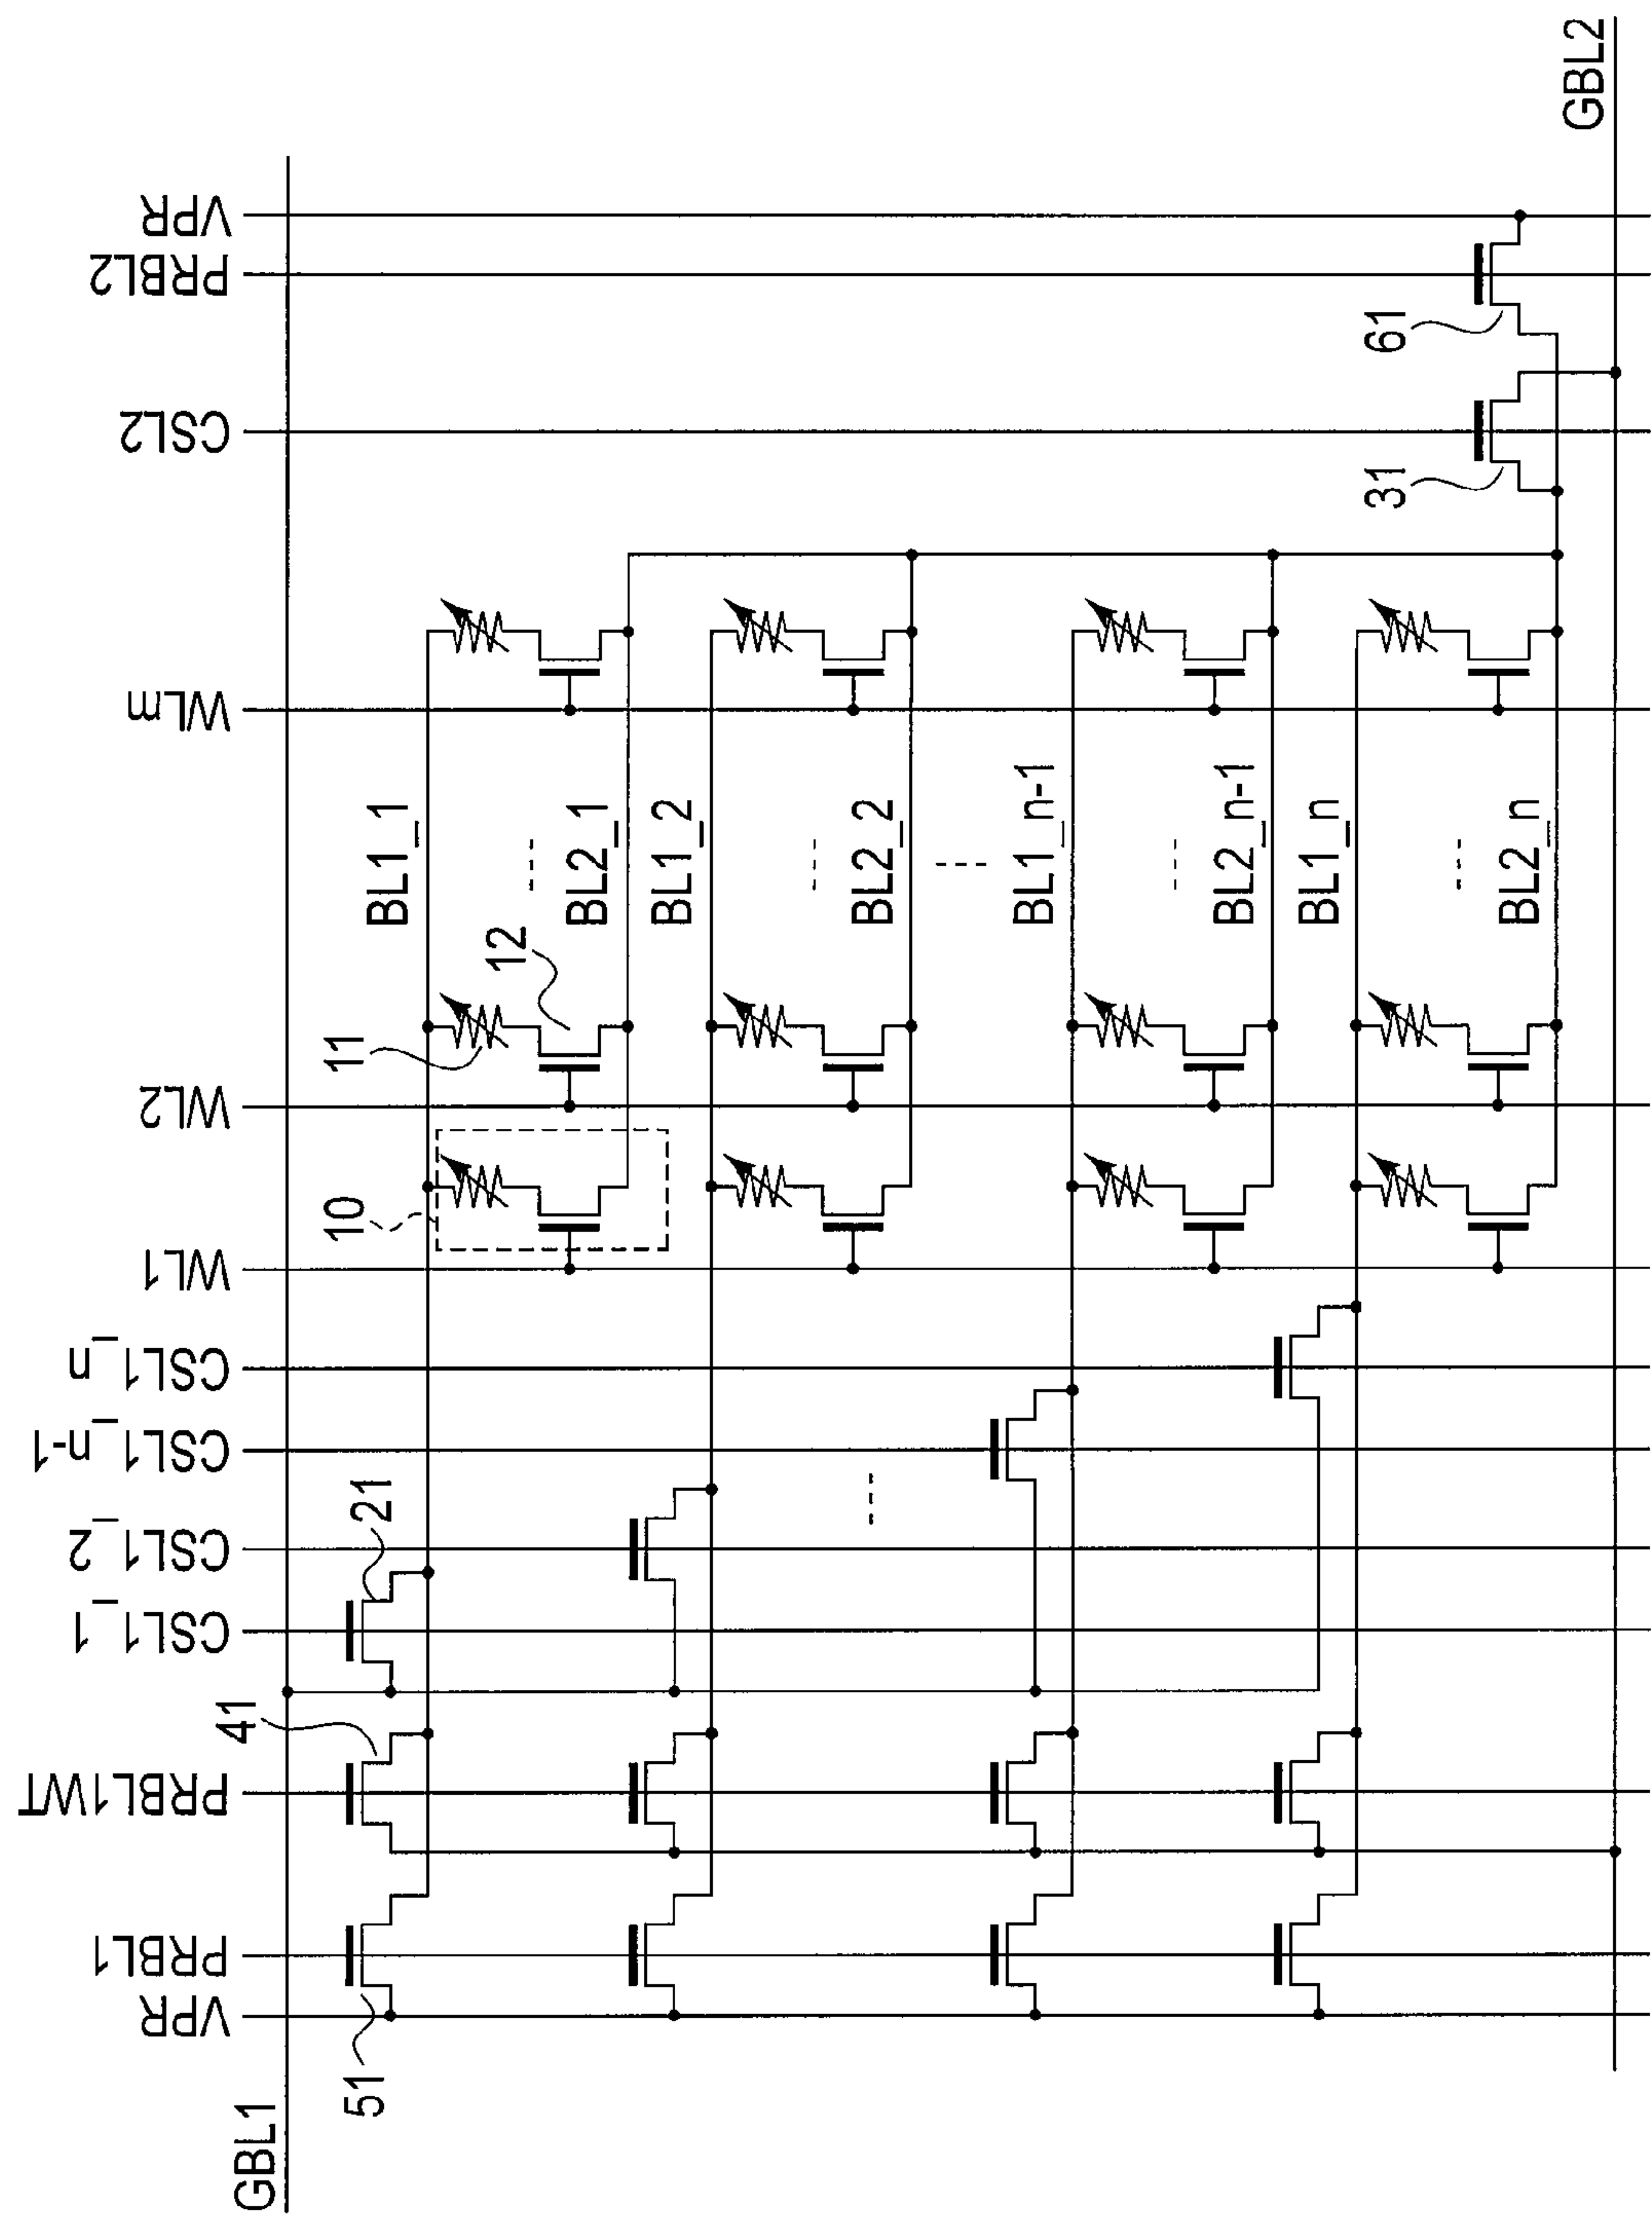 GBL1
VPR
PRBL1
PRBL1WT
CSL1_1
CSL1_2
CSL1_n-1
CSL1_n
WL1
WL2
WLm
CSL2
PRBL2
VPR
GBL2
51
41
21
10
11
12
31
61
BL1_1
BL2_1
BL1_2
BL2_2
BL1_n-1
BL2_n-1
BL1_n
BL2_n